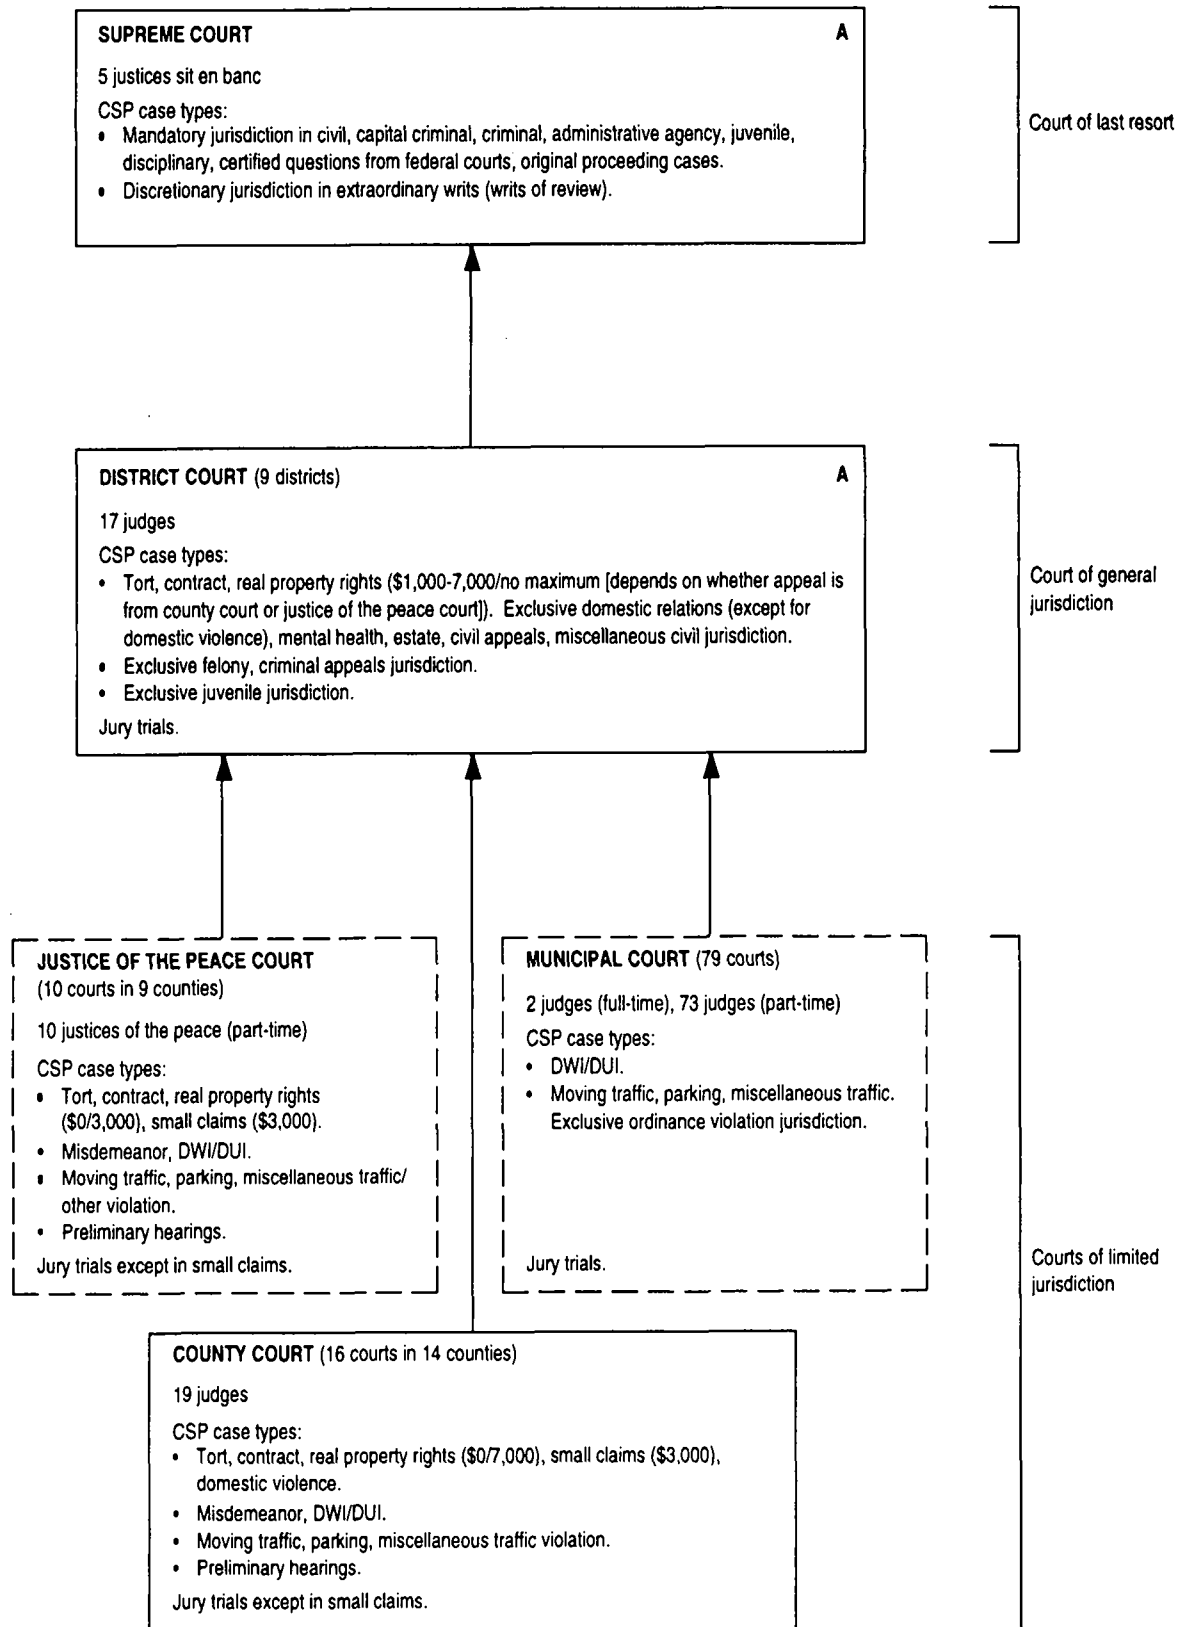 SUPREME COURT A
5 justices sit en banc
CSP case types:
• Mandatory jurisdiction in civil, capital criminal, criminal, administrative agency, juvenile,
disciplinary, certified questions from federal courts, original proceeding cases.
• Discretionary jurisdiction in extraordinary writs (writs of review).
Court of last resort
DISTRICT COURT (9 districts) A
17 judges
CSP case types:
• Tort, contract, real property rights ($1,000-7,000/no maximum [depends on whether appeal is
from county court or justice of the peace court]). Exclusive domestic relations (except for
domestic violence), mental health, estate, civil appeals, miscellaneous civil jurisdiction.
• Exclusive felony, criminal appeals jurisdiction.
• Exclusive juvenile jurisdiction.
Jury trials.
Court of general
jurisdiction
JUSTICE OF THE PEACE COURT
(10 courts in 9 counties)
10 justices of the peace (part-time)
CSP case types:
• Tort, contract, real property rights
($0/3,000), small claims ($3,000).
• Misdemeanor, DWI/DUI.
• Moving traffic, parking, miscellaneous traffic/
other violation.
• Preliminary hearings.
Jury trials except in small claims.
MUNICIPAL COURT (79 courts)
2 judges (full-time), 73 judges (part-time)
CSP case types:
• DWI/DUI.
• Moving traffic, parking, miscellaneous traffic.
Exclusive ordinance violation jurisdiction.
Jury trials.
Courts of limited
jurisdiction
COUNTY COURT (16 courts in 14 counties)
19 judges
CSP case types:
• Tort, contract, real property rights ($0/7,000), small claims ($3,000),
domestic violence.
• Misdemeanor, DWI/DUI.
• Moving traffic, parking, miscellaneous traffic violation.
• Preliminary hearings.
Jury trials except in small claims.